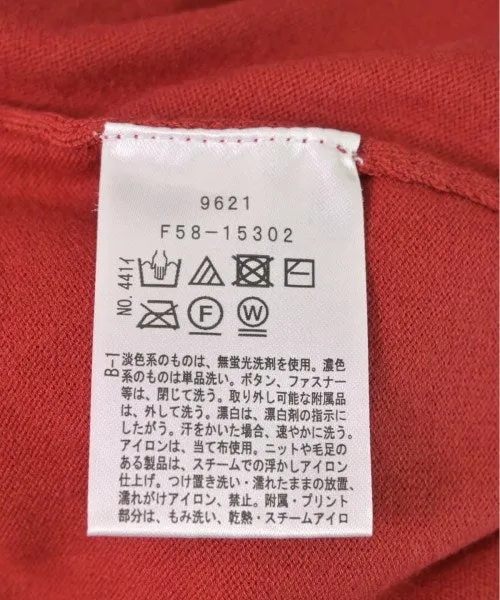 9621
F58-15302
NO. 441イ
F
W
B-1
淡色系のものは、無蛍光洗剤を使用。濃色
系のものは単品洗い。ボタン、ファスナー
等は、閉じて洗う。取り外し可能な附属品
は、外して洗う。漂白は、漂白剤の指示に
したがう。汗をかいた場合、速やかに洗う。
アイロンは、当て布使用。ニットや毛足の
ある製品は、スチームでの浮かしアイロン
仕上げ。つけ置き洗い・濡れたままの放置、
濡れがけアイロン、禁止。附属・プリント
部分は、もみ洗い、乾熱・スチームアイロ